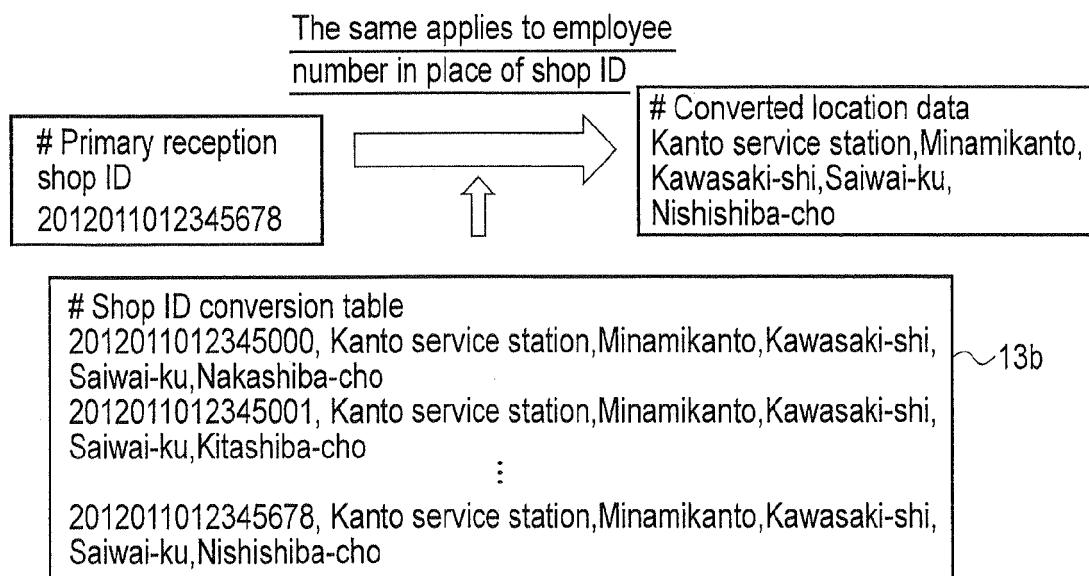 The same applies to employee
number in place of shop ID
# Primary reception
shop ID
2012011012345678
# Converted location data
Kanto service station,Minamikanto,
Kawasaki-shi,Saiwai-ku,
Nishishiba-cho
# Shop ID conversion table
2012011012345000, Kanto service station,Minamikanto,Kawasaki-shi,
Saiwai-ku,Nakashiba-cho
2012011012345001, Kanto service station,Minamikanto,Kawasaki-shi,
Saiwai-ku,Kitashiba-cho
⋮
2012011012345678, Kanto service station,Minamikanto,Kawasaki-shi,
Saiwai-ku,Nishishiba-cho
13b